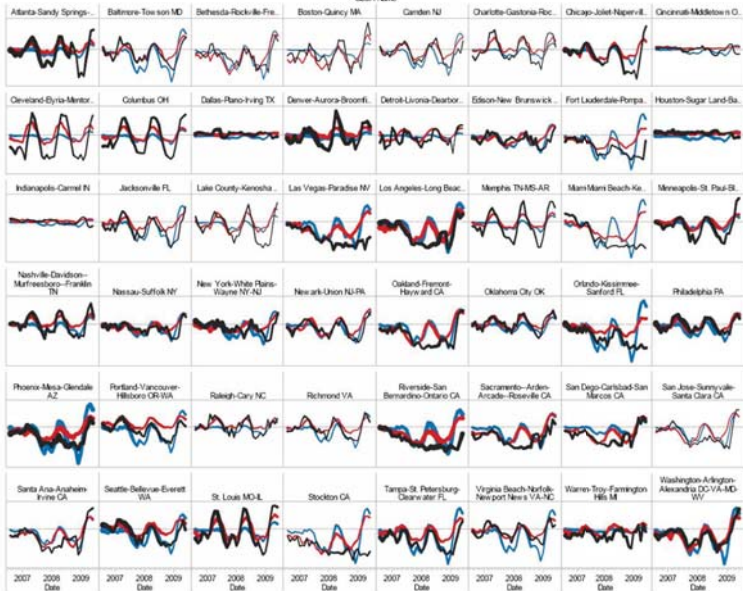 Atlanta-Sandy Springs-..
Baltimore-Towson MD
Bethesda-Rockville-Fre..
Boston-Quincy MA
Camden NJ
Charlotte-Gastonia-Roc..
Chicago-Joliet-Napervill..
Cincinnati-Middletown O..
Cleveland-Elyria-Mentor..
Columbus OH
Dallas-Plano-Irving TX
Denver-Aurora-Broomfi..
Detroit-Livonia-Dearbor..
Edison-New Brunswick ..
Fort Lauderdale-Pompa..
Houston-Sugar Land-Ba..
Indianapolis-Carmel IN
Jacksonville FL
Lake County-Kenosha ..
Las Vegas-Paradise NV
Los Angeles-Long Beac..
Memphis TN-MS-AR
Miami-Miami Beach-Ke..
Minneapolis-St. Paul-Bl..
Nashville-Davidson--
Murfreesboro--Franklin
TN
Nassau-Suffolk NY
New York-White Plains-
Wayne NY-NJ
Newark-Union NJ-PA
Oakland-Fremont-
Hayward CA
Oklahoma City OK
Orlando-Kissimmee-
Sanford FL
Philadelphia PA
Phoenix-Mesa-Glendale
AZ
Portland-Vancouver-
Hillsboro OR-WA
Raleigh-Cary NC
Richmond VA
Riverside-San
Bernardino-Ontario CA
Sacramento--Arden-
Arcade--Roseville CA
San Diego-Carlsbad-San
Marcos CA
San Jose-Sunnyvale-
Santa Clara CA
Santa Ana-Anaheim-
Irvine CA
Seattle-Bellevue-Everett
WA
St. Louis MO-IL
Stockton CA
Tampa-St. Petersburg-
Clearwater FL
Virginia Beach-Norfolk-
Newport News VA-NC
Warren-Troy-Farmington
Hills MI
Washington-Arlington-
Alexandria DC-VA-MD-
WV
2007 2008 2009
Date
2007 2008 2009
Date
2007 2008 2009
Date
2007 2008 2009
Date
2007 2008 2009
Date
2007 2008 2009
Date
2007 2008 2009
Date
2007 2008 2009
Date